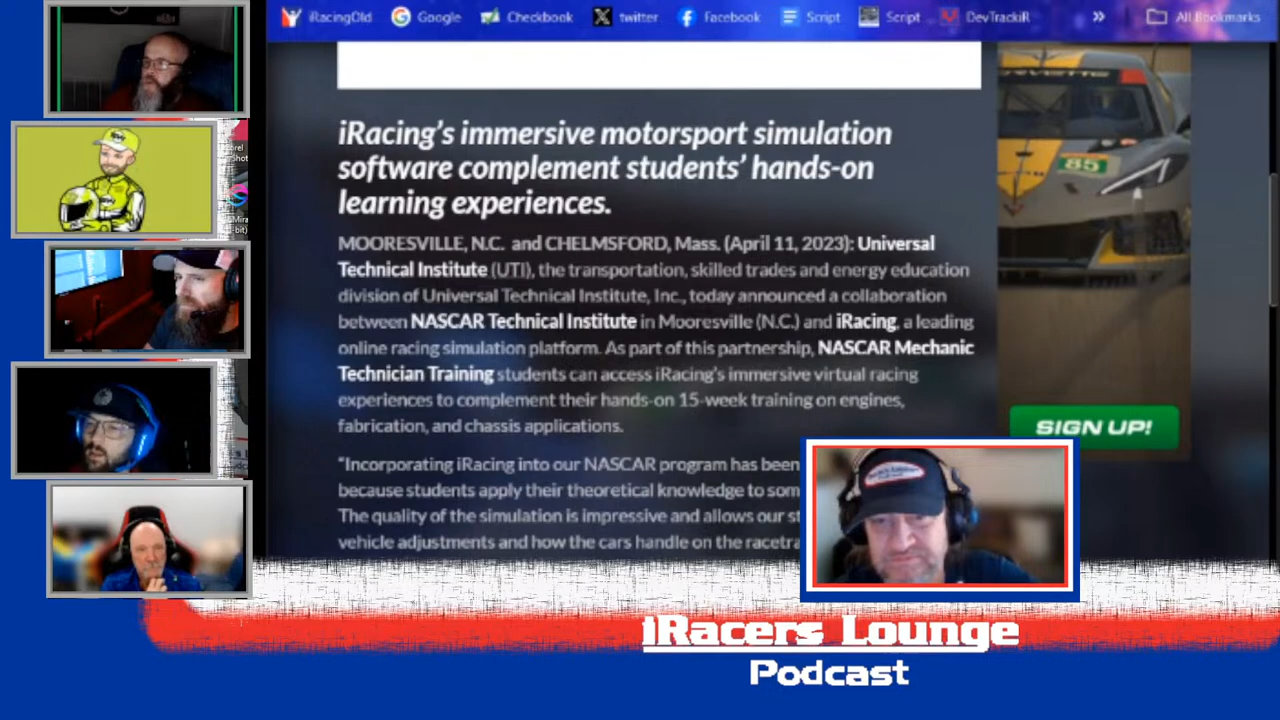 iRacingOld Google Checkbook twitter Facebook Script Script DevTrackiR » All Bookmarks
iRacing's immersive motorsport simulation
software complement students' hands-on
learning experiences.
MOORESVILLE, N.C. and CHELMSFORD, Mass. (April 11, 2023): Universal
Technical Institute (UTI), the transportation, skilled trades and energy education
division of Universal Technical Institute, Inc., today announced a collaboration
between NASCAR Technical Institute in Mooresville (N.C.) and iRacing, a leading
online racing simulation platform. As part of this partnership, NASCAR Mechanic
Technician Training students can access iRacing's immersive virtual racing
experiences to complement their hands-on 15-week training on engines,
fabrication, and chassis applications.
"Incorporating iRacing into our NASCAR program has been
because students apply their theoretical knowledge to som
The quality of the simulation is impressive and allows our st
vehicle adjustments and how the cars handle on the racetra
85
SIGN UP!
iRacers Lounge
Podcast